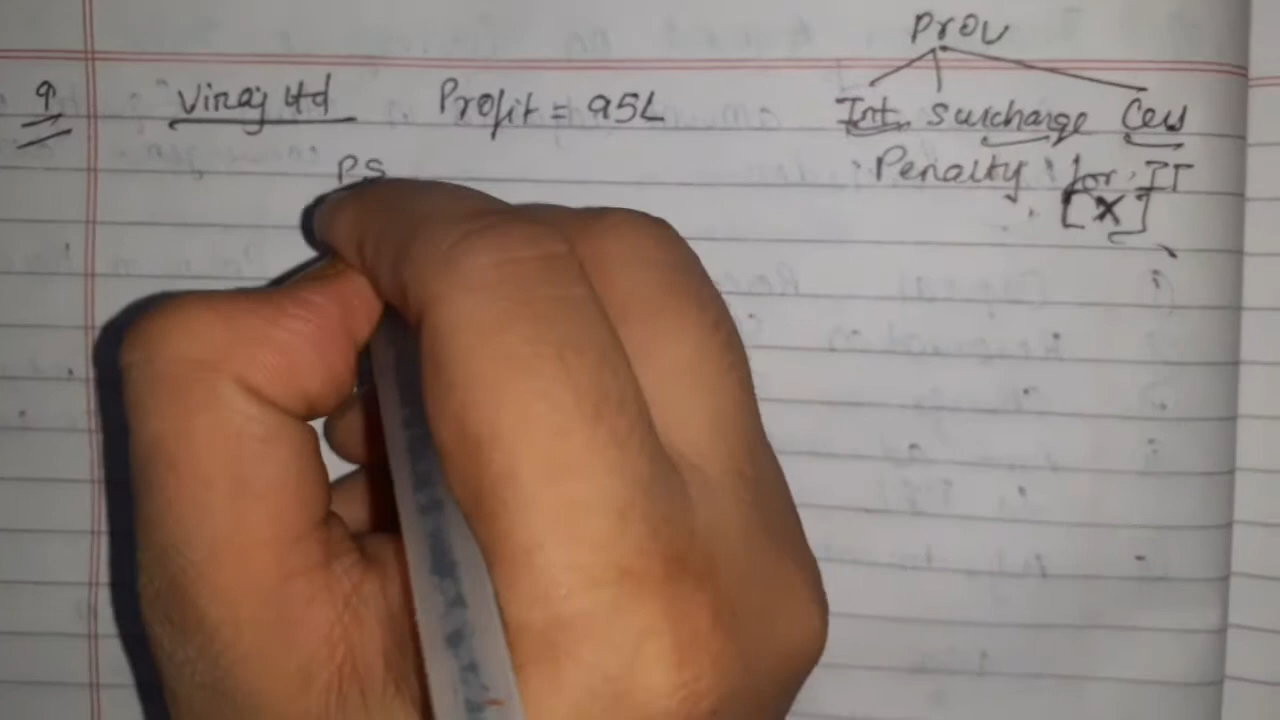 Prov
9 Viraj Ltd Profit = 95L Int. Surcharge Cess
PS Penalty for IT
[X]